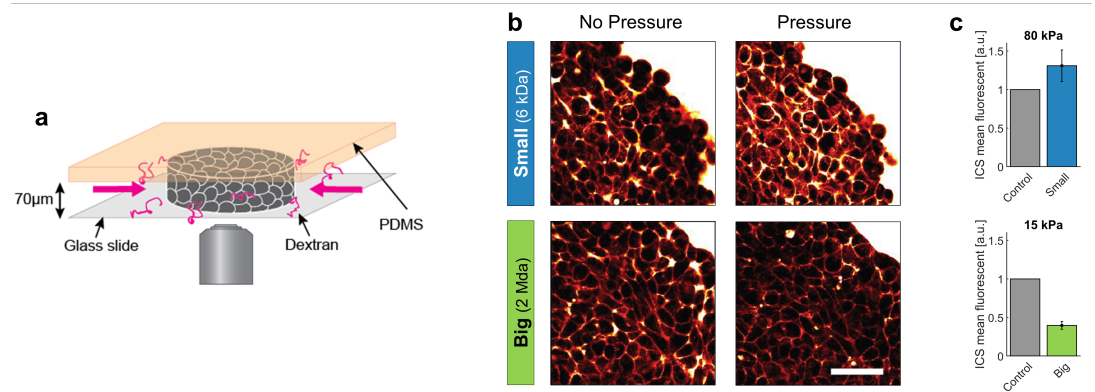 a
70μm
Glass slide
Dextran
PDMS
b
No Pressure
Pressure
Small (6 kDa)
Big (2 Mda)
c
80 kPa
ICS mean fluorescent [a.u.]
1.5
1
0.5
0
Control
Small
15 kPa
ICS mean fluorescent [a.u.]
1.5
1
0.5
0
Control
Big